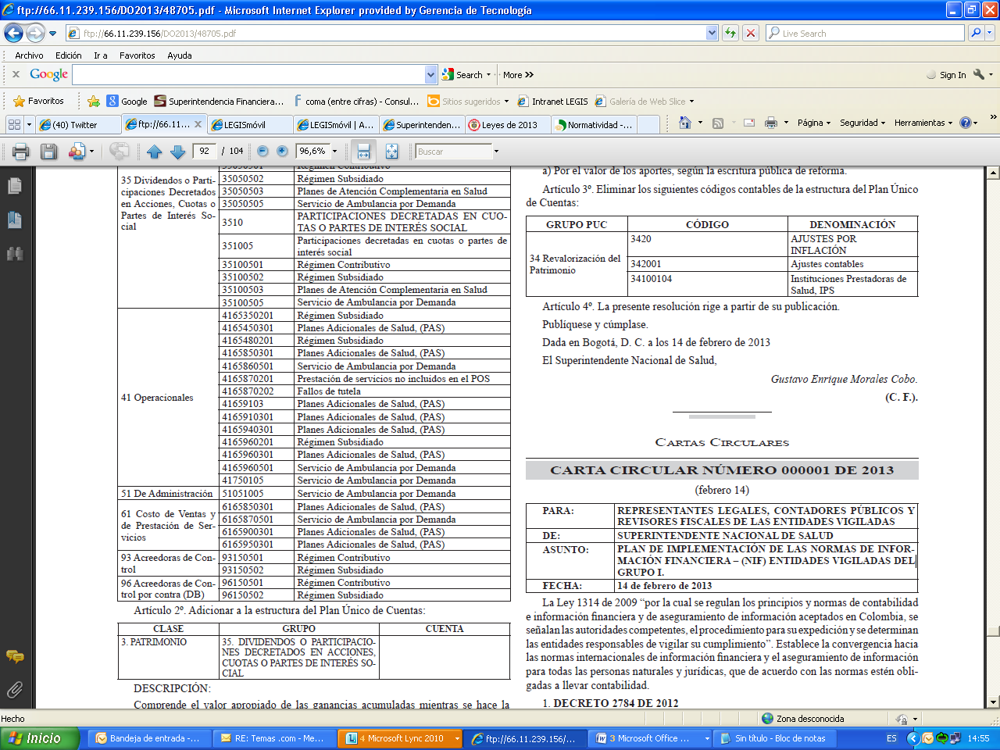 ftp://66.11.239.156/DO2013/48705.pdf - Microsoft Internet Explorer provided by Gerencia de Tecnología
ftp://66.11.239.156/DO2013/48705.pdf
Live Search
Archivo Edición Ir a Favoritos Ayuda
x Google Search More » Sign In
Favoritos Google Superintendencia Financiera... coma (entre cifras) - Consul... Sitios sugeridos Intranet LEGIS Galería de Web Slice
(40) Twitter ftp://66.11.... LEGISmóvil LEGISmóvil | A... Superintenden... Leyes de 2013 Normatividad -... Página Seguridad Herramientas »
92 / 104 96,6% Buscar
35 Dividendos o Parti-
cipaciones Decretados
en Acciones, Cuotas o
Partes de Interés So-
cial
35050501 Régimen Contributivo
35050502 Régimen Subsidiado
35050503 Planes de Atención Complementaria en Salud
35050505 Servicio de Ambulancia por Demanda
3510 PARTICIPACIONES DECRETADAS EN CUO-
TAS O PARTES DE INTERÉS SOCIAL
351005 Participaciones decretadas en cuotas o partes de
interés social
35100501 Régimen Contributivo
35100502 Régimen Subsidiado
35100503 Planes de Atención Complementaria en Salud
35100505 Servicio de Ambulancia por Demanda
41 Operacionales
4165350201 Régimen Subsidiado
4165450301 Planes Adicionales de Salud, (PAS)
4165480201 Régimen Subsidiado
4165850301 Planes Adicionales de Salud, (PAS)
4165860501 Servicio de Ambulancia por Demanda
4165870201 Prestación de servicios no incluidos en el POS
4165870202 Fallos de tutela
41659103 Planes Adicionales de Salud, (PAS)
4165910301 Planes Adicionales de Salud, (PAS)
4165940301 Planes Adicionales de Salud, (PAS)
4165960201 Régimen Subsidiado
4165960301 Planes Adicionales de Salud, (PAS)
4165960501 Servicio de Ambulancia por Demanda
41750105 Servicio de Ambulancia por Demanda
51 De Administración 51051005 Servicio de Ambulancia por Demanda
61 Costo de Ventas y
de Prestación de Ser-
vicios
6165850301 Planes Adicionales de Salud, (PAS)
6165870501 Servicio de Ambulancia por Demanda
6165900301 Planes Adicionales de Salud, (PAS)
6165950301 Planes Adicionales de Salud, (PAS)
93 Acreedoras de Con-
trol
93150501 Régimen Contributivo
93150502 Régimen Subsidiado
96 Acreedoras de Con-
trol por contra (DB)
96150501 Régimen Contributivo
96150502 Régimen Subsidiado
Artículo 2º. Adicionar a la estructura del Plan Único de Cuentas:
CLASE GRUPO CUENTA
3. PATRIMONIO 35. DIVIDENDOS O PARTICIPACIO-
NES DECRETADOS EN ACCIONES,
CUOTAS O PARTES DE INTERÉS SO-
CIAL
DESCRIPCIÓN:
Comprende el valor apropiado de las ganancias acumuladas mientras se hace la
a) Por el valor de los aportes, según la escritura pública de reforma.
Artículo 3º. Eliminar los siguientes códigos contables de la estructura del Plan Único
de Cuentas:
GRUPO PUC CÓDIGO DENOMINACIÓN
34 Revalorización del
Patrimonio
3420 AJUSTES POR
INFLACIÓN
342001 Ajustes contables
34100104 Instituciones Prestadoras de
Salud, IPS
Artículo 4º. La presente resolución rige a partir de su publicación.
Publíquese y cúmplase.
Dada en Bogotá, D. C. a los 14 de febrero de 2013
El Superintendente Nacional de Salud,
Gustavo Enrique Morales Cobo.
(C. F.).
CARTAS CIRCULARES
CARTA CIRCULAR NÚMERO 000001 DE 2013
(febrero 14)
PARA: REPRESENTANTES LEGALES, CONTADORES PÚBLICOS Y
REVISORES FISCALES DE LAS ENTIDADES VIGILADAS
DE: SUPERINTENDENTE NACIONAL DE SALUD
ASUNTO: PLAN DE IMPLEMENTACIÓN DE LAS NORMAS DE INFOR-
MACIÓN FINANCIERA – (NIF) ENTIDADES VIGILADAS DEL
GRUPO I.
FECHA: 14 de febrero de 2013
La Ley 1314 de 2009 “por la cual se regulan los principios y normas de contabilidad
e información financiera y de aseguramiento de información aceptados en Colombia, se
señalan las autoridades competentes, el procedimiento para su expedición y se determinan
las entidades responsables de vigilar su cumplimiento”. Establece la convergencia hacia
las normas internacionales de información financiera y el aseguramiento de información
para todas las personas naturales y jurídicas, que de acuerdo con las normas estén obli-
gadas a llevar contabilidad.
1. DECRETO 2784 DE 2012
Hecho Zona desconocida
Inicio Bandeja de entrada -... RE: Temas .com - Me... 4 Microsoft Lync 2010 ftp://66.11.239.156/... 3 Microsoft Office ... Sin título - Bloc de notas ES 14:55